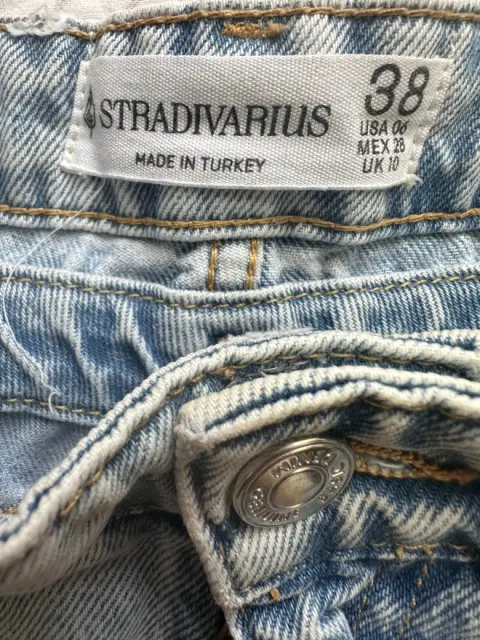 STRADIVARIUS
MADE IN TURKEY
38
USA 06
MEX 28
UK 10